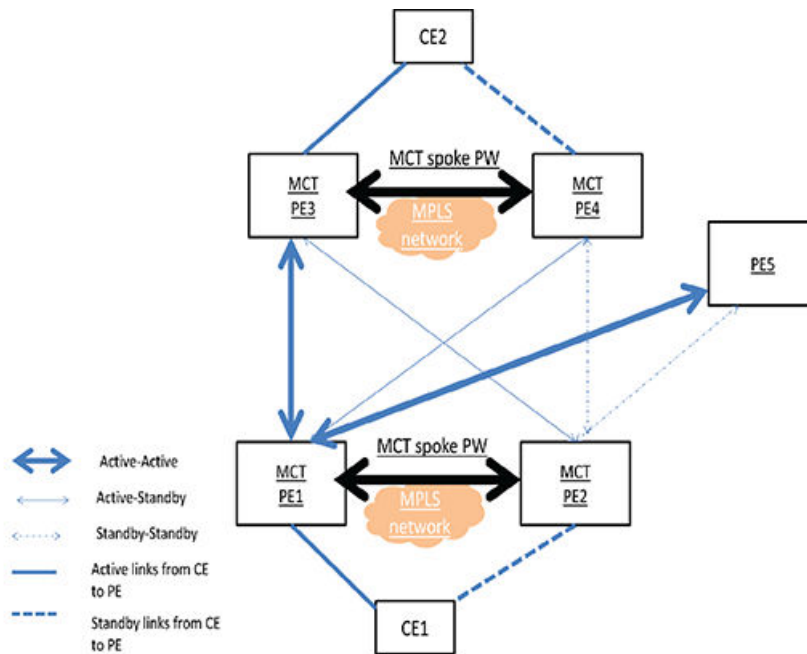 CE2
MCT spoke PW
MCT
PE3
MCT
PE4
MPLS
network
PE5
MCT spoke PW
MCT
PE1
MCT
PE2
MPLS
network
CE1
Active-Active
Active-Standby
Standby-Standby
Active links from CE
to PE
Standby links from CE
to PE